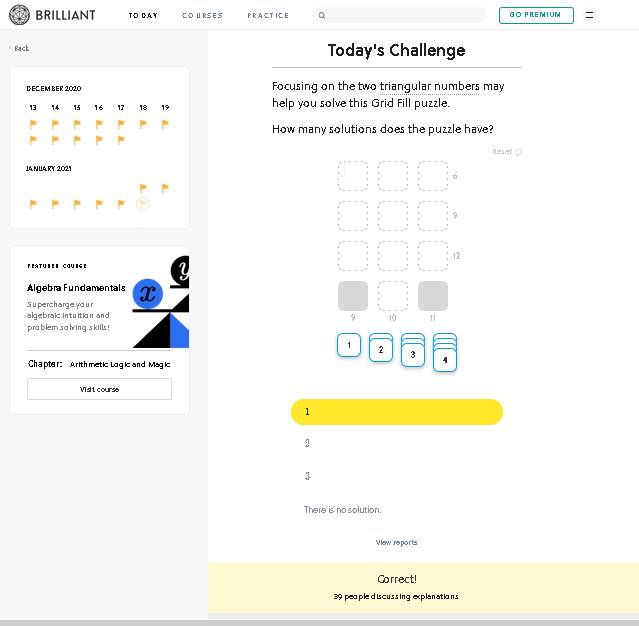 BRILLIANT
TODAY
COURSES
PRACTICE
GO PREMIUM
Back
DECEMBER 2020
13 14 15 16 17 18 19
JANUARY 2021
FEATURED COURSE
Algebra Fundamentals
Supercharge your
algebraic intuition and
problem solving skills!
x
y
Chapter: Arithmetic Logic and Magic
Visit course
Today's Challenge
Focusing on the two triangular numbers may
help you solve this Grid Fill puzzle.
How many solutions does the puzzle have?
Reset
6
9
12
9 10 11
1 2 3 4
1
2
3
There is no solution.
View reports
Correct!
39 people discussing explanations